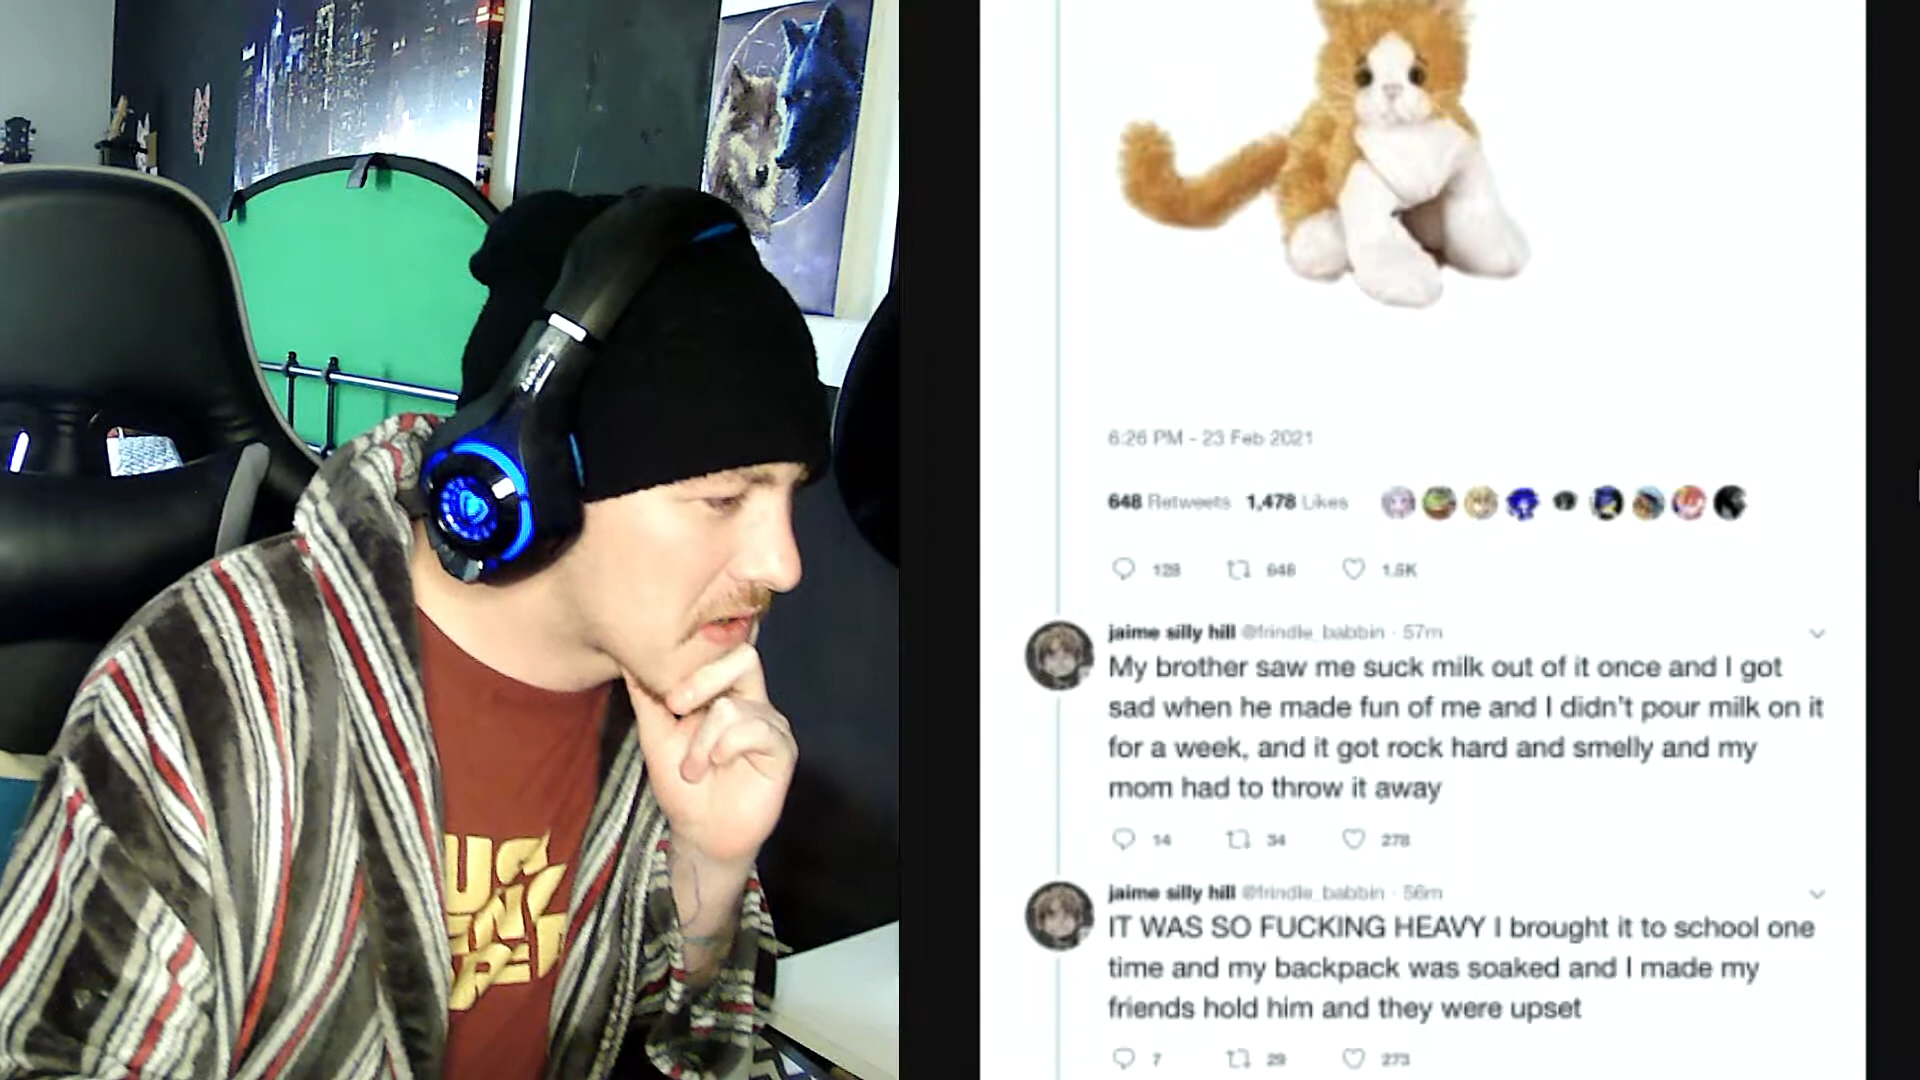 6:26 PM - 23 Feb 2021
648 Retweets 1,478 Likes
128 648 1.5K
jaime silly hill @frindle_babbin · 57m
My brother saw me suck milk out of it once and I got
sad when he made fun of me and I didn't pour milk on it
for a week, and it got rock hard and smelly and my
mom had to throw it away
14 34 278
jaime silly hill @frindle_babbin · 56m
IT WAS SO FUCKING HEAVY I brought it to school one
time and my backpack was soaked and I made my
friends hold him and they were upset
7 29 273